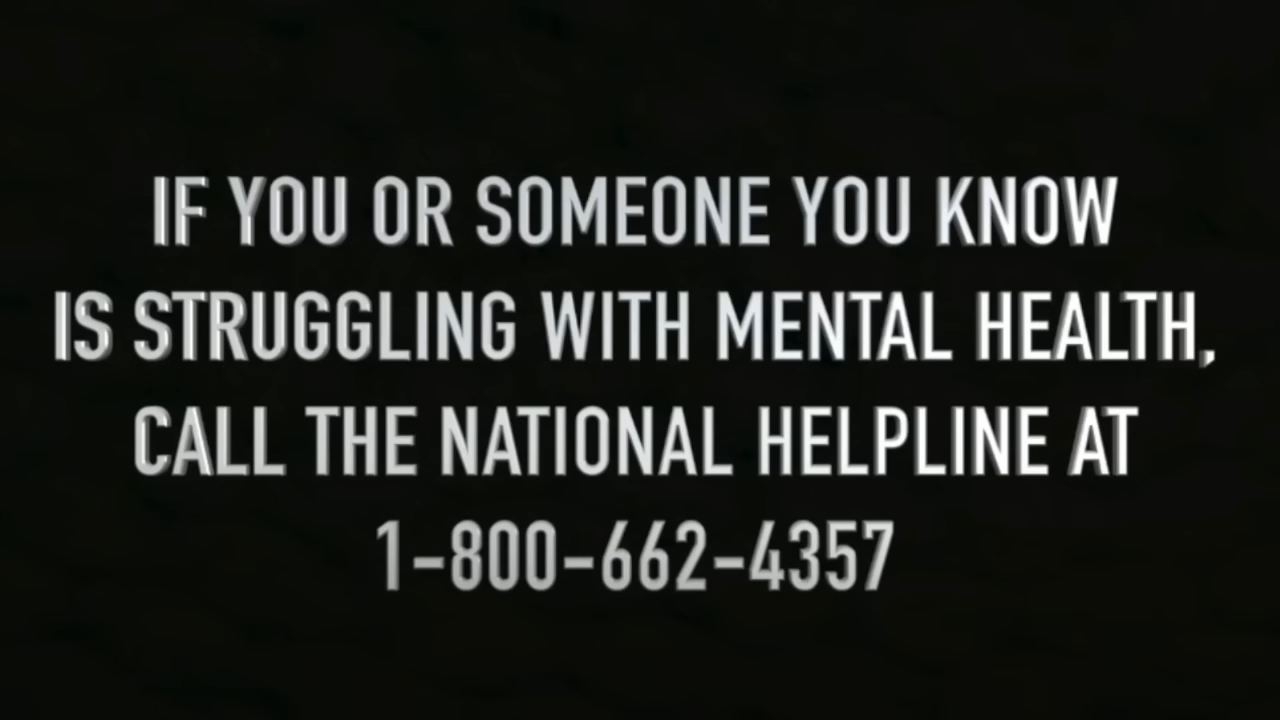 IF YOU OR SOMEONE YOU KNOW
IS STRUGGLING WITH MENTAL HEALTH,
CALL THE NATIONAL HELPLINE AT
1-800-662-4357